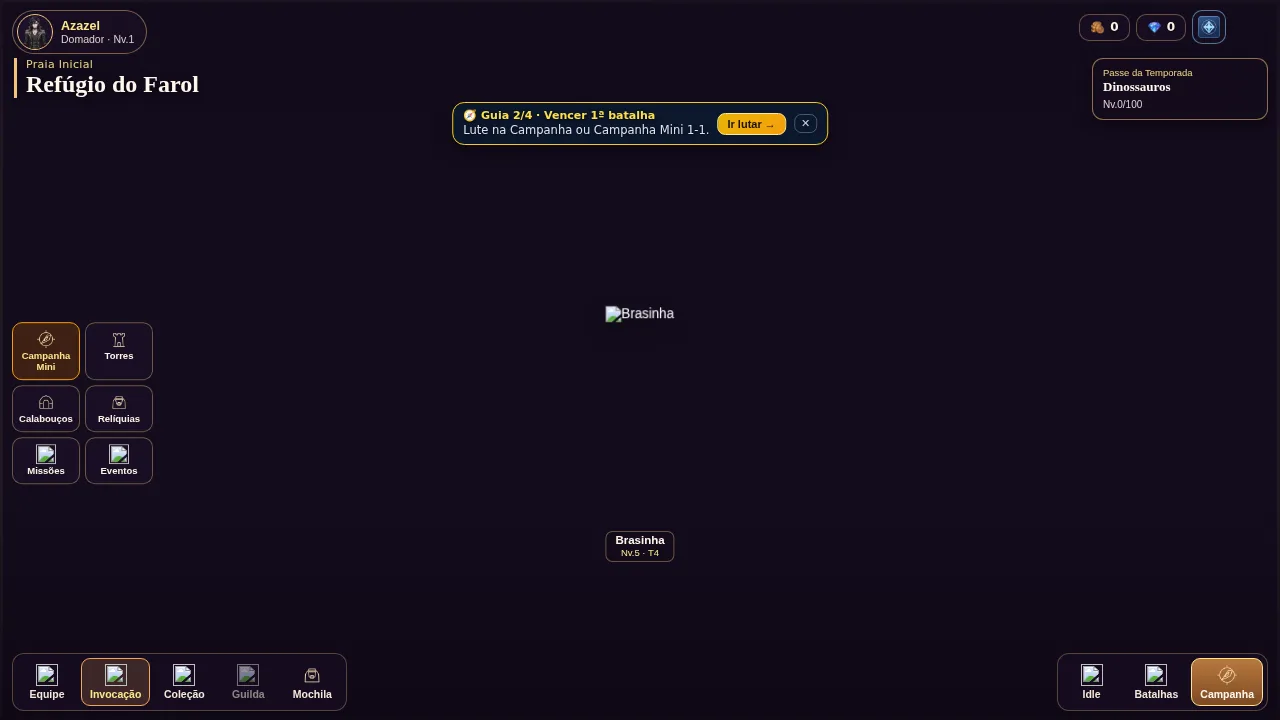 Azazel
Domador · Nv.1
0
0
Praia Inicial
Refúgio do Farol
Passe da Temporada
Dinossauros
Nv.0/100
Guia 2/4 · Vencer 1ª batalha
Lute na Campanha ou Campanha Mini 1-1.
Ir lutar →
✕
Brasinha
Campanha
Mini
Torres
Calabouços
Relíquias
Missões
Eventos
Brasinha
Nv.5 · T4
Equipe
Invocação
Coleção
Guilda
Mochila
Idle
Batalhas
Campanha